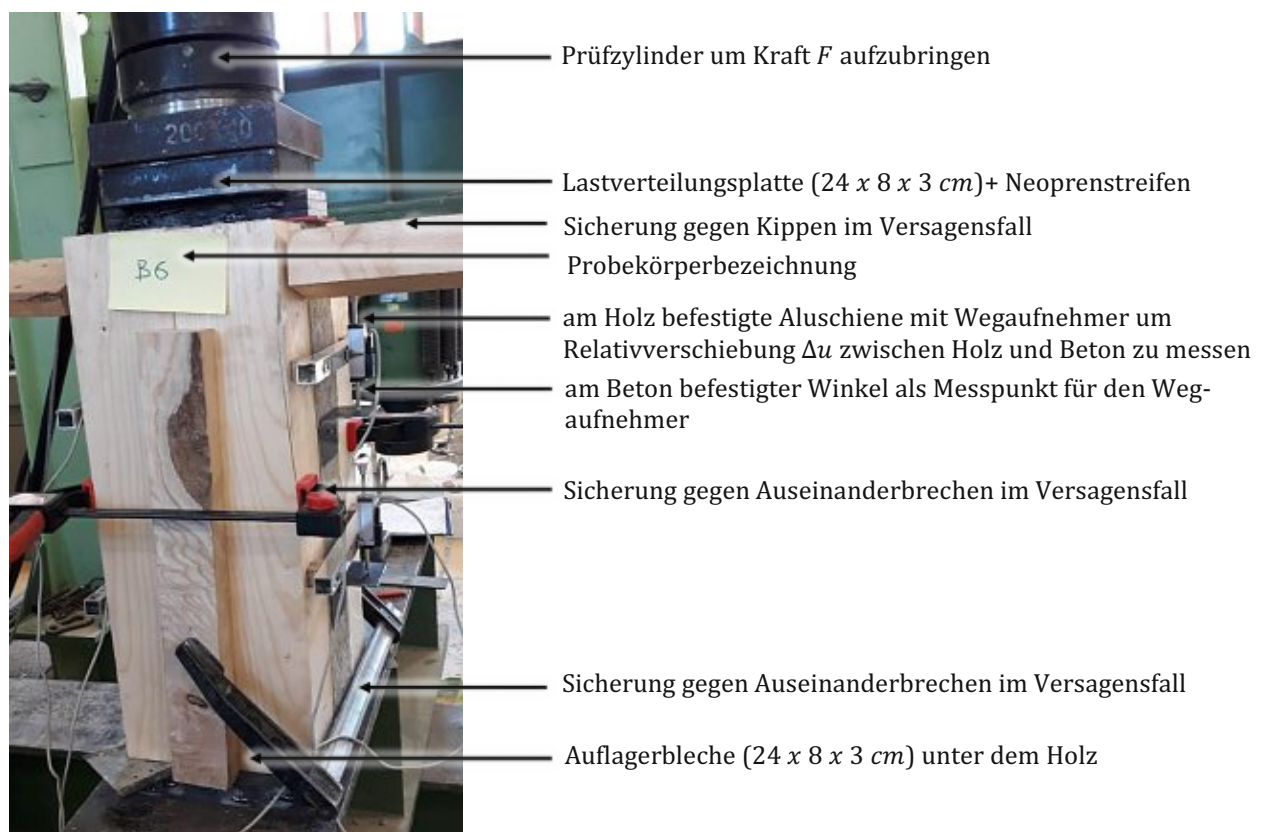 Prüfzylinder um Kraft F aufzubringen
200
Lastverteilungsplatte (24 x 8 x 3 cm)+ Neoprenstreifen
Sicherung gegen Kippen im Versagensfall
B6
Probekörperbezeichnung
am Holz befestigte Aluschiene mit Wegaufnehmer um
Relativverschiebung Δu zwischen Holz und Beton zu messen
am Beton befestigter Winkel als Messpunkt für den Weg-
aufnehmer
Sicherung gegen Auseinanderbrechen im Versagensfall
Sicherung gegen Auseinanderbrechen im Versagensfall
Auflagerbleche (24 x 8 x 3 cm) unter dem Holz